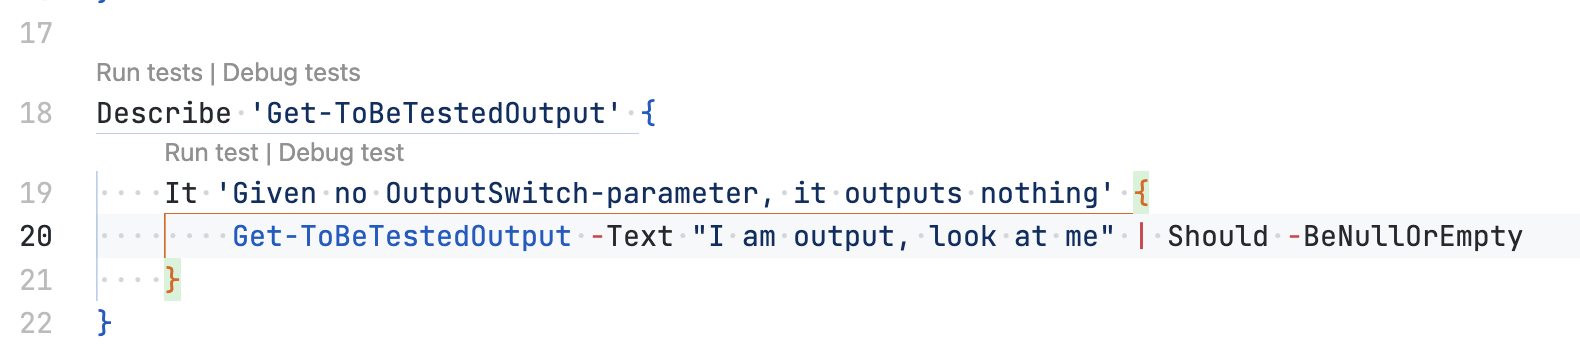 17
Run tests | Debug tests
18 Describe 'Get-ToBeTestedOutput' {
Run test | Debug test
19 It 'Given no OutputSwitch-parameter, it outputs nothing' {
20 Get-ToBeTestedOutput -Text "I am output, look at me" | Should -BeNullOrEmpty
21 }
22 }